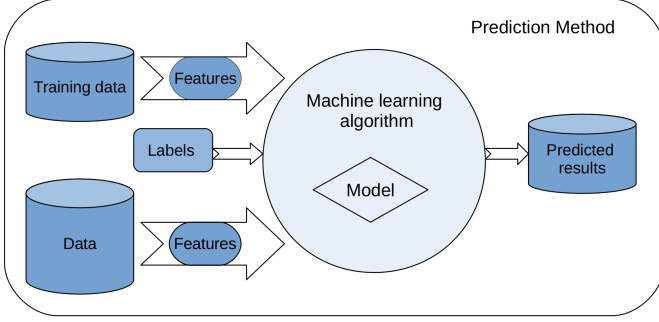 Prediction Method
Training data
Features
Machine learning
algorithm
Labels
Predicted
results
Model
Data
Features